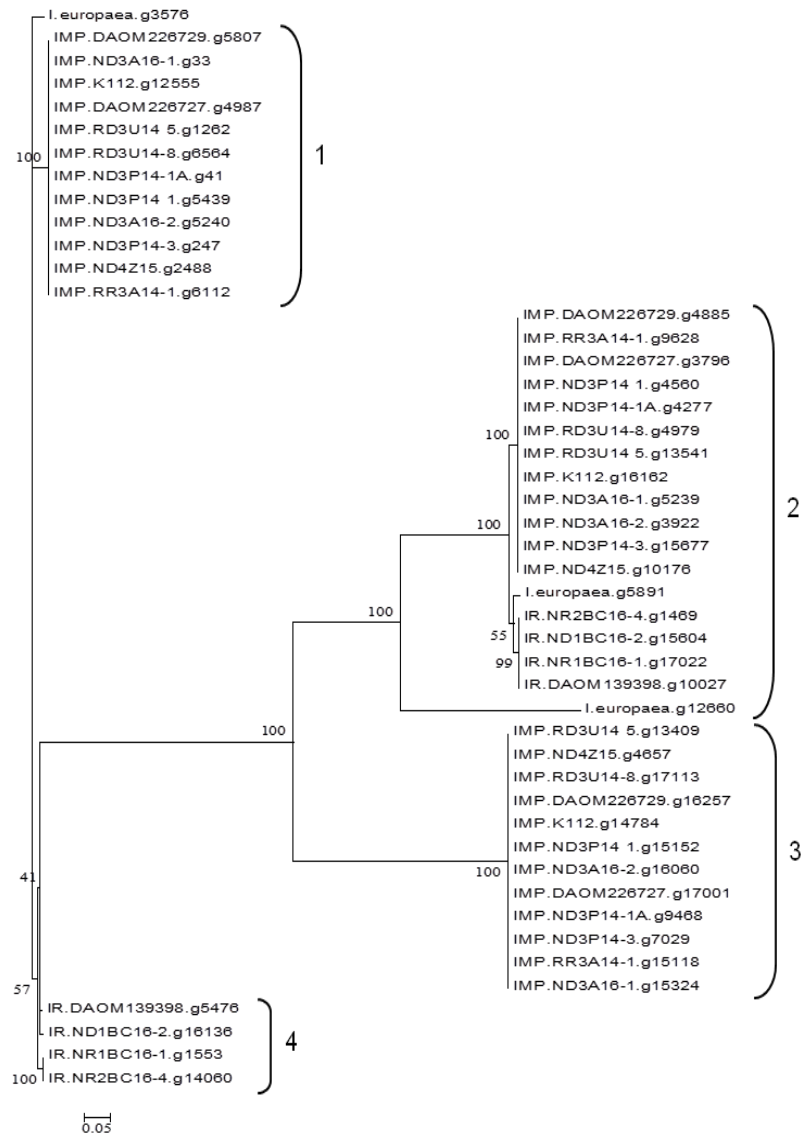 I.europaea.g3576
IMP.DAOM226729.g5807
IMP.ND3A16-1.g33
IMP.K112.g12555
IMP.DAOM226727.g4987
IMP.RD3U14 5.g1262
IMP.RD3U14-8.g6564
IMP.ND3P14-1A.g41
IMP.ND3P14 1.g5439
IMP.ND3A16-2.g5240
IMP.ND3P14-3.g247
IMP.ND4Z15.g2488
IMP.RR3A14-1.g6112
100
1
IMP.DAOM226729.g4885
IMP.RR3A14-1.g9628
IMP.DAOM226727.g3796
IMP.ND3P14 1.g4560
IMP.ND3P14-1A.g4277
IMP.RD3U14-8.g4979
IMP.RD3U14 5.g13541
IMP.K112.g16162
IMP.ND3A16-1.g5239
IMP.ND3A16-2.g3922
IMP.ND3P14-3.g15677
IMP.ND4Z15.g10176
I.europaea.g5891
IR.NR2BC16-4.g1469
IR.ND1BC16-2.g15604
IR.NR1BC16-1.g17022
IR.DAOM139398.g10027
I.europaea.g12660
100
100
55
99
100
2
100
IMP.RD3U14 5.g13409
IMP.ND4Z15.g4657
IMP.RD3U14-8.g17113
IMP.DAOM226729.g16257
IMP.K112.g14784
IMP.ND3P14 1.g15152
IMP.ND3A16-2.g16060
IMP.DAOM226727.g17001
IMP.ND3P14-1A.g9468
IMP.ND3P14-3.g7029
IMP.RR3A14-1.g15118
IMP.ND3A16-1.g15324
100
3
41
57
IR.DAOM139398.g5476
IR.ND1BC16-2.g16136
IR.NR1BC16-1.g1553
IR.NR2BC16-4.g14060
100
4
0.05